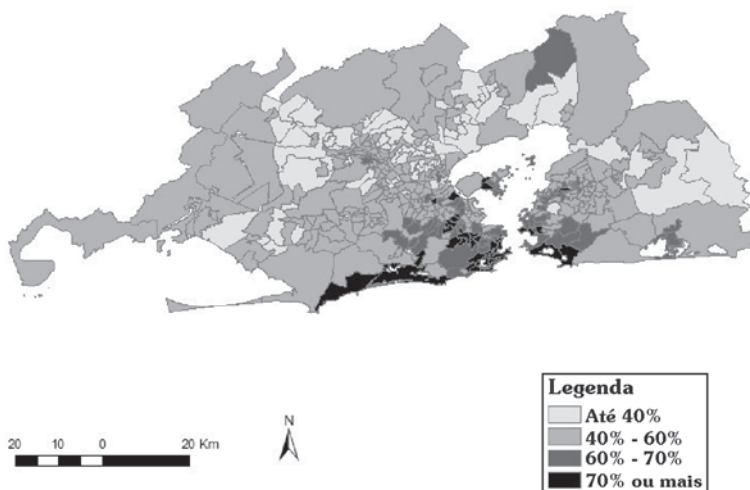 N
20 10 0 20 Km
Legenda
Até 40%
40% - 60%
60% - 70%
70% ou mais